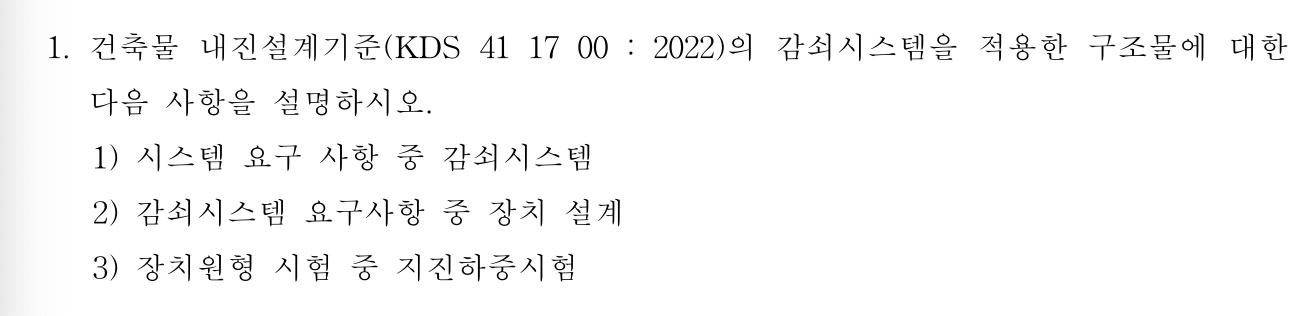 1. 건축물 내진설계기준(KDS 41 17 00 : 2022)의 감쇠시스템을 적용한 구조물에 대한
다음 사항을 설명하시오.
1) 시스템 요구 사항 중 감쇠시스템
2) 감쇠시스템 요구사항 중 장치 설계
3) 장치원형 시험 중 지진하중시험